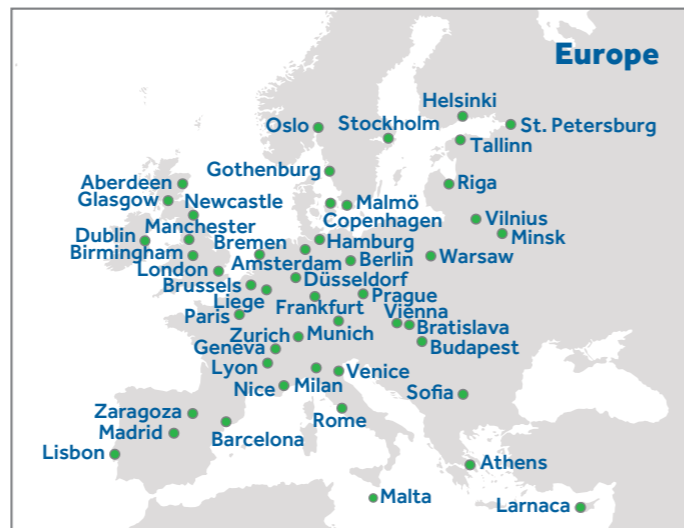 Europe
Helsinki
Oslo
Stockholm
St. Petersburg
Tallinn
Gothenburg
Aberdeen
Riga
Glasgow
Newcastle
Malmö
Copenhagen
Vilnius
Manchester
Dublin
Minsk
Bremen
Hamburg
Birmingham
Amsterdam
Berlin
Warsaw
London
Düsseldorf
Brussels
Liege
Frankfurt
Prague
Paris
Vienna
Bratislava
Zurich
Munich
Geneva
Budapest
Lyon
Milan
Venice
Nice
Sofia
Zaragoza
Rome
Madrid
Barcelona
Lisbon
Athens
Malta
Larnaca